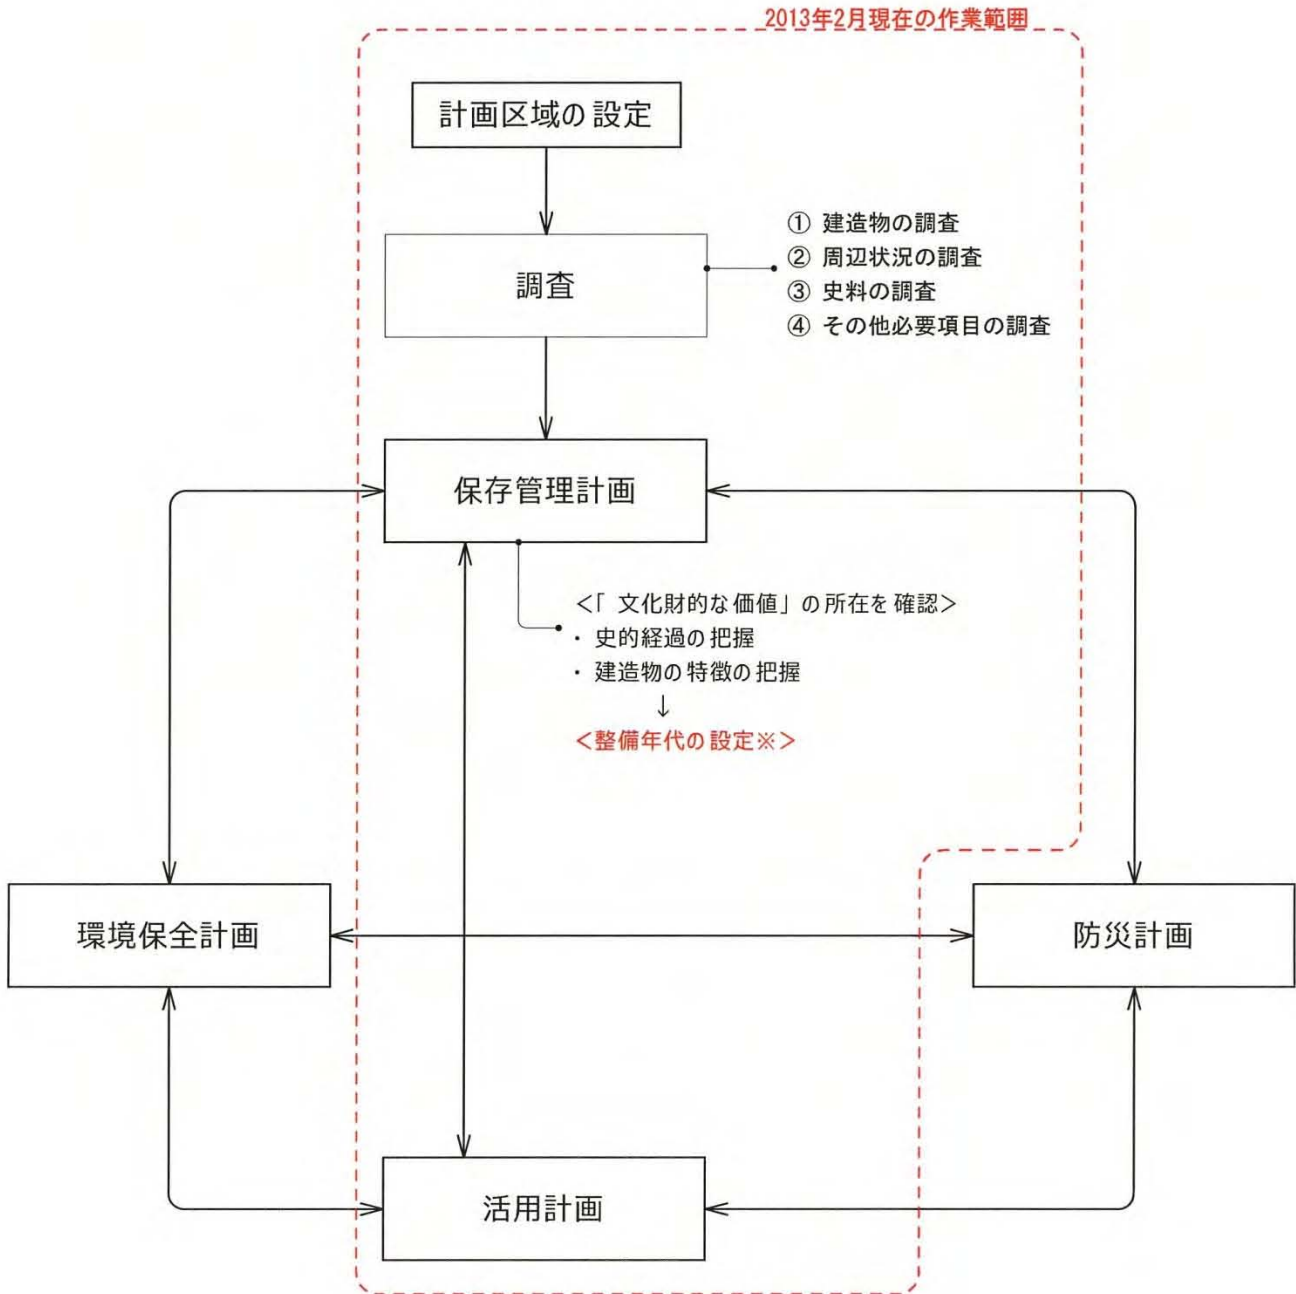 2013年2月現在の作業範囲
計画区域の設定
調査
① 建造物の調査
② 周辺状況の調査
③ 史料の調査
④ その他必要項目の調査
保存管理計画
<「文化財的な価値」の所在を確認>
・ 史的経過の把握
・ 建造物の特徴の把握
↓
<整備年代の設定※>
環境保全計画
防災計画
活用計画